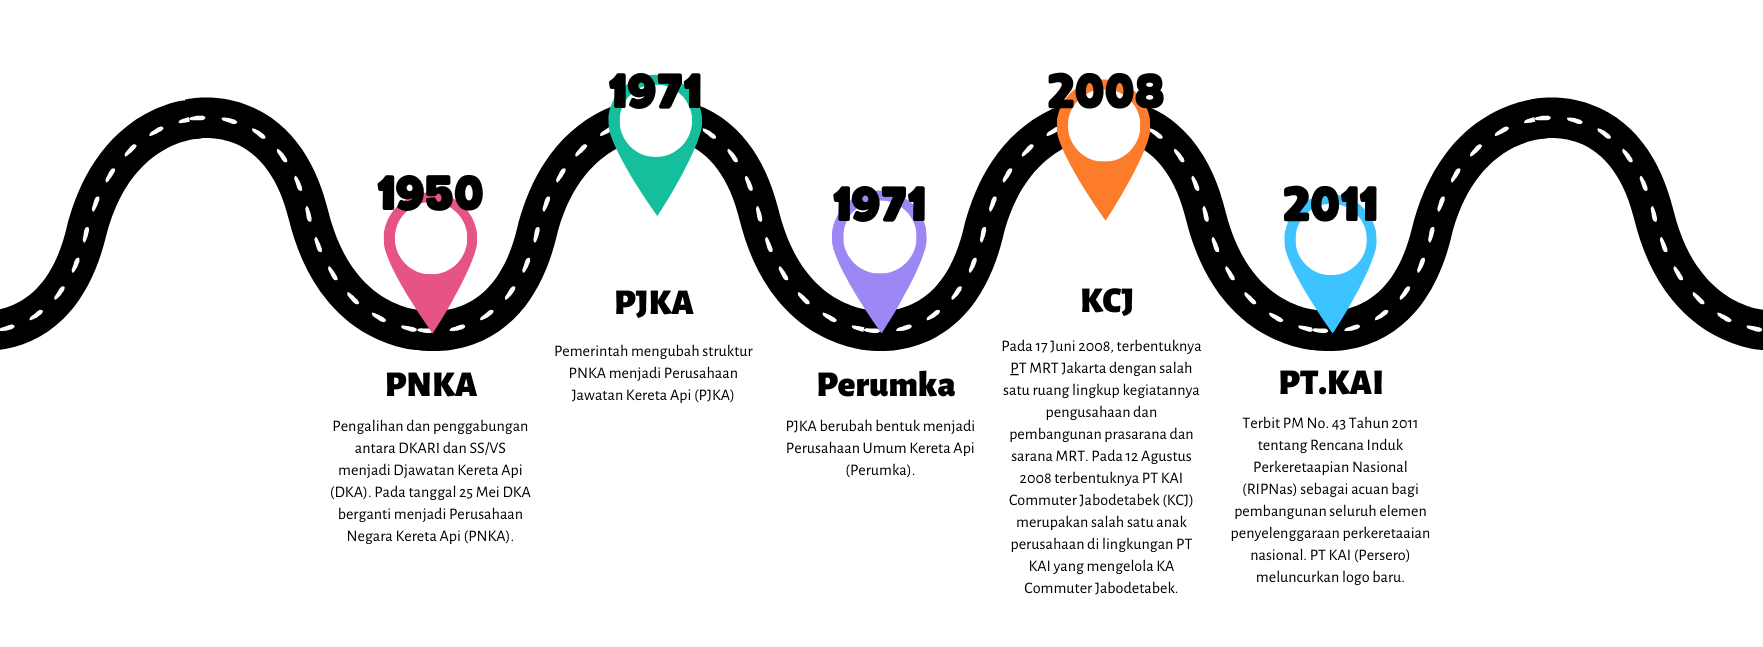 1950
PNKA
Pengalihan dan penggabungan
antara DKARI dan SS/VS
menjadi Djawatan Kereta Api
(DKA). Pada tanggal 25 Mei DKA
berganti menjadi Perusahaan
Negara Kereta Api (PNKA).
1971
PJKA
Pemerintah mengubah struktur
PNKA menjadi Perusahaan
Jawatan Kereta Api (PJKA)
1971
Perumka
PJKA berubah bentuk menjadi
Perusahaan Umum Kereta Api
(Perumka).
2008
KCJ
Pada 17 Juni 2008, terbentuknya
PT MRT Jakarta dengan salah
satu ruang lingkup kegiatannya
pengusahaan dan
pembangunan prasarana dan
sarana MRT. Pada 12 Agustus
2008 terbentuknya PT KAI
Commuter Jabodetabek (KCJ)
merupakan salah satu anak
perusahaan di lingkungan PT
KAI yang mengelola KA
Commuter Jabodetabek.
2011
PT.KAI
Terbit PM No. 43 Tahun 2011
tentang Rencana Induk
Perkeretaapian Nasional
(RIPNas) sebagai acuan bagi
pembangunan seluruh elemen
penyelenggaraan perkeretaaian
nasional. PT KAI (Persero)
meluncurkan logo baru.